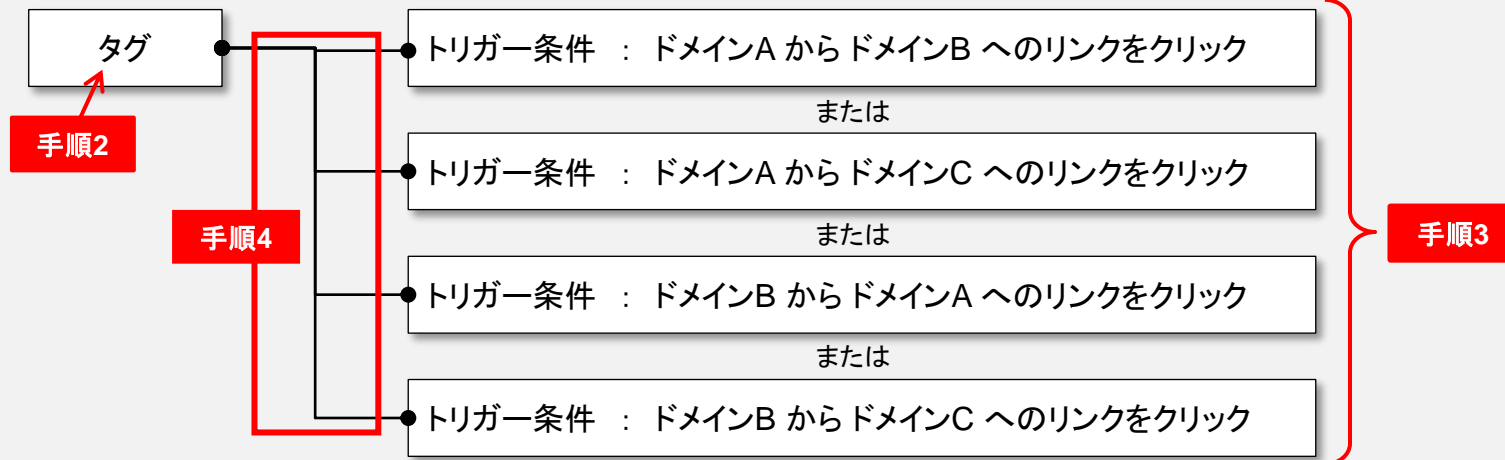 タグ
手順2
トリガー条件 ： ドメインA から ドメインB へのリンクをクリック
または
トリガー条件 ： ドメインA から ドメインC へのリンクをクリック
手順4
または
手順3
トリガー条件 ： ドメインB から ドメインA へのリンクをクリック
または
トリガー条件 ： ドメインB から ドメインC へのリンクをクリック